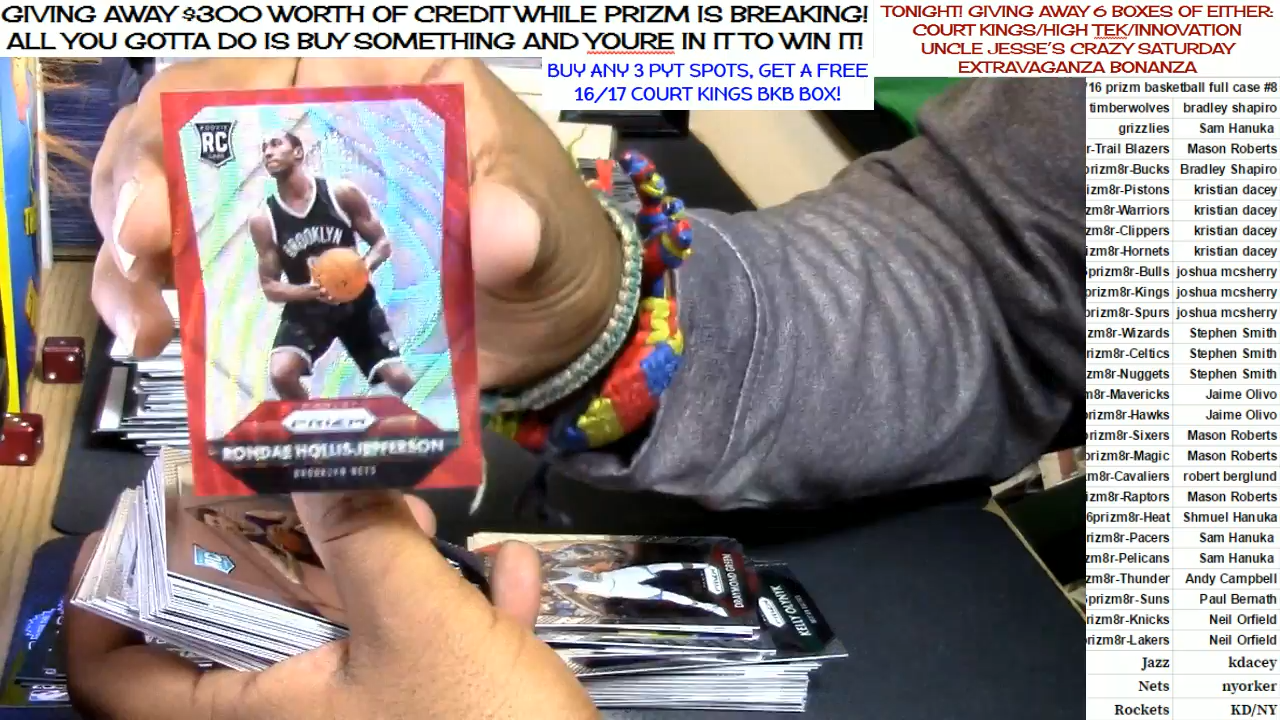 GIVING AWAY $300 WORTH OF CREDIT WHILE PRIZM IS BREAKING!
ALL YOU GOTTA DO IS BUY SOMETHING AND YOURE IN IT TO WIN IT!
TONIGHT! GIVING AWAY 6 BOXES OF EITHER:
COURT KINGS/HIGH TEK/INNOVATION
UNCLE JESSE'S CRAZY SATURDAY
EXTRAVAGANZA BONANZA
BUY ANY 3 PYT SPOTS, GET A FREE
16/17 COURT KINGS BKB BOX!
/16 prizm basketball full case #8
timberwolves bradley shapiro
grizzlies Sam Hanuka
r-Trail Blazers Mason Roberts
prizm-Bucks Bradley Shapiro
izm8r-Pistons kristian dacey
zm8r-Warriors kristian dacey
zm8r-Clippers kristian dacey
izm8r-Hornets kristian dacey
prizm8r-Bulls joshua mcsherry
prizm8r-Kings joshua mcsherry
prizm8r-Spurs joshua mcsherry
zm8r-Wizards Stephen Smith
rizm8r-Celtics Stephen Smith
zm8r-Nuggets Stephen Smith
m8r-Mavericks Jaime Olivo
rizm8r-Hawks Jaime Olivo
rizm8r-Sixers Mason Roberts
rizm8r-Magic Mason Roberts
m8r-Cavaliers robert berglund
izm8r-Raptors Mason Roberts
6prizm8r-Heat Shmuel Hanuka
izm8r-Pacers Sam Hanuka
zm8r-Pelicans Sam Hanuka
zm8r-Thunder Andy Campbell
prizm8r-Suns Paul Bernath
rizm8r-Knicks Neil Orfield
rizm8r-Lakers Neil Orfield
Jazz kdacey
Nets nyorker
Rockets KD/NY
ROOKIE
RC
BROOKLYN
PRIZM
RONDAE HOLLIS-JEFFERSON
BROOKLYN NETS
DRAYMOND GREEN
PRIZM
KELLY OLYNYK